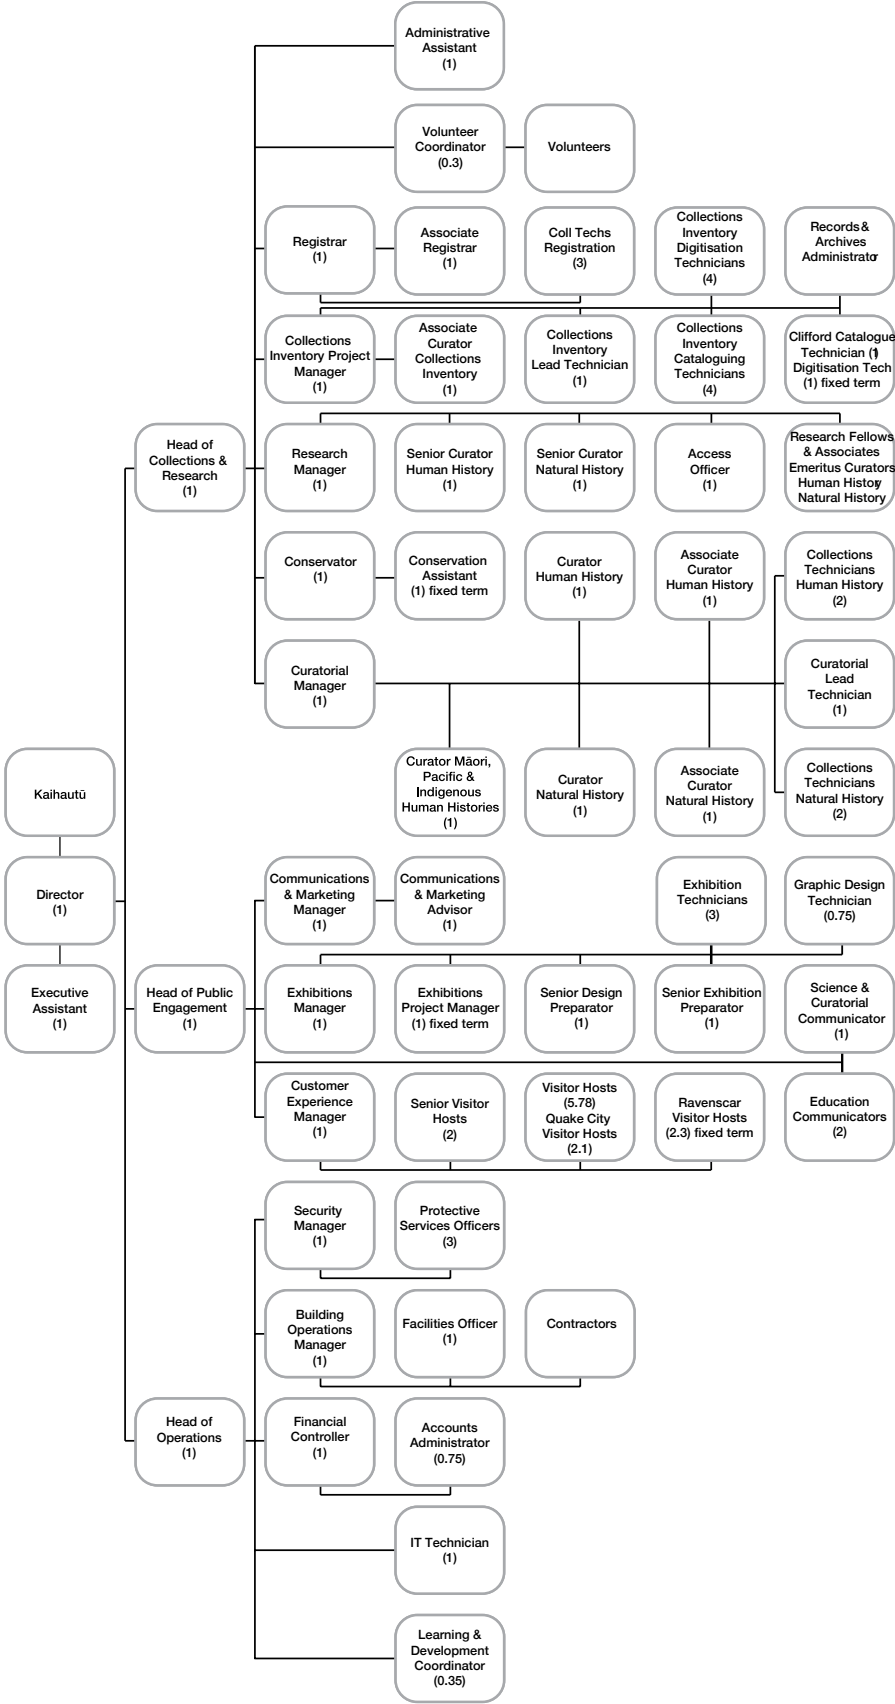 Administrative
Assistant
(1)
Volunteer
Coordinator
(0.3)
Volunteers
Registrar
(1)
Associate
Registrar
(1)
Coll Techs
Registration
(3)
Collections
Inventory
Digitisation
Technicians
(4)
Records &
Archives
Administrator
Collections
Inventory Project
Manager
(1)
Associate
Curator
Collections
Inventory
(1)
Collections
Inventory
Lead Technician
(1)
Collections
Inventory
Cataloguing
Technicians
(4)
Clifford Catalogue
Technician (1)
Digitisation Tech
(1) fixed term
Head of
Collections &
Research
(1)
Research
Manager
(1)
Senior Curator
Human History
(1)
Senior Curator
Natural History
(1)
Access
Officer
(1)
Research Fellows
& Associates
Emeritus Curators
Human History
Natural History
Conservator
(1)
Conservation
Assistant
(1) fixed term
Curator
Human History
(1)
Associate
Curator
Human History
(1)
Collections
Technicians
Human History
(2)
Curatorial
Manager
(1)
Curatorial
Lead
Technician
(1)
Kaihautū
Curator Māori,
Pacific &
Indigenous
Human Histories
(1)
Curator
Natural History
(1)
Associate
Curator
Natural History
(1)
Collections
Technicians
Natural History
(2)
Director
(1)
Communications
& Marketing
Manager
(1)
Communications
& Marketing
Advisor
(1)
Exhibition
Technicians
(3)
Graphic Design
Technician
(0.75)
Executive
Assistant
(1)
Head of Public
Engagement
(1)
Exhibitions
Manager
(1)
Exhibitions
Project Manager
(1) fixed term
Senior Design
Preparator
(1)
Senior Exhibition
Preparator
(1)
Science &
Curatorial
Communicator
(1)
Customer
Experience
Manager
(1)
Senior Visitor
Hosts
(2)
Visitor Hosts
(5.78)
Quake City
Visitor Hosts
(2.1)
Ravenscar
Visitor Hosts
(2.3) fixed term
Education
Communicators
(2)
Security
Manager
(1)
Protective
Services Officers
(3)
Building
Operations
Manager
(1)
Facilities Officer
(1)
Contractors
Head of
Operations
(1)
Financial
Controller
(1)
Accounts
Administrator
(0.75)
IT Technician
(1)
Learning &
Development
Coordinator
(0.35)